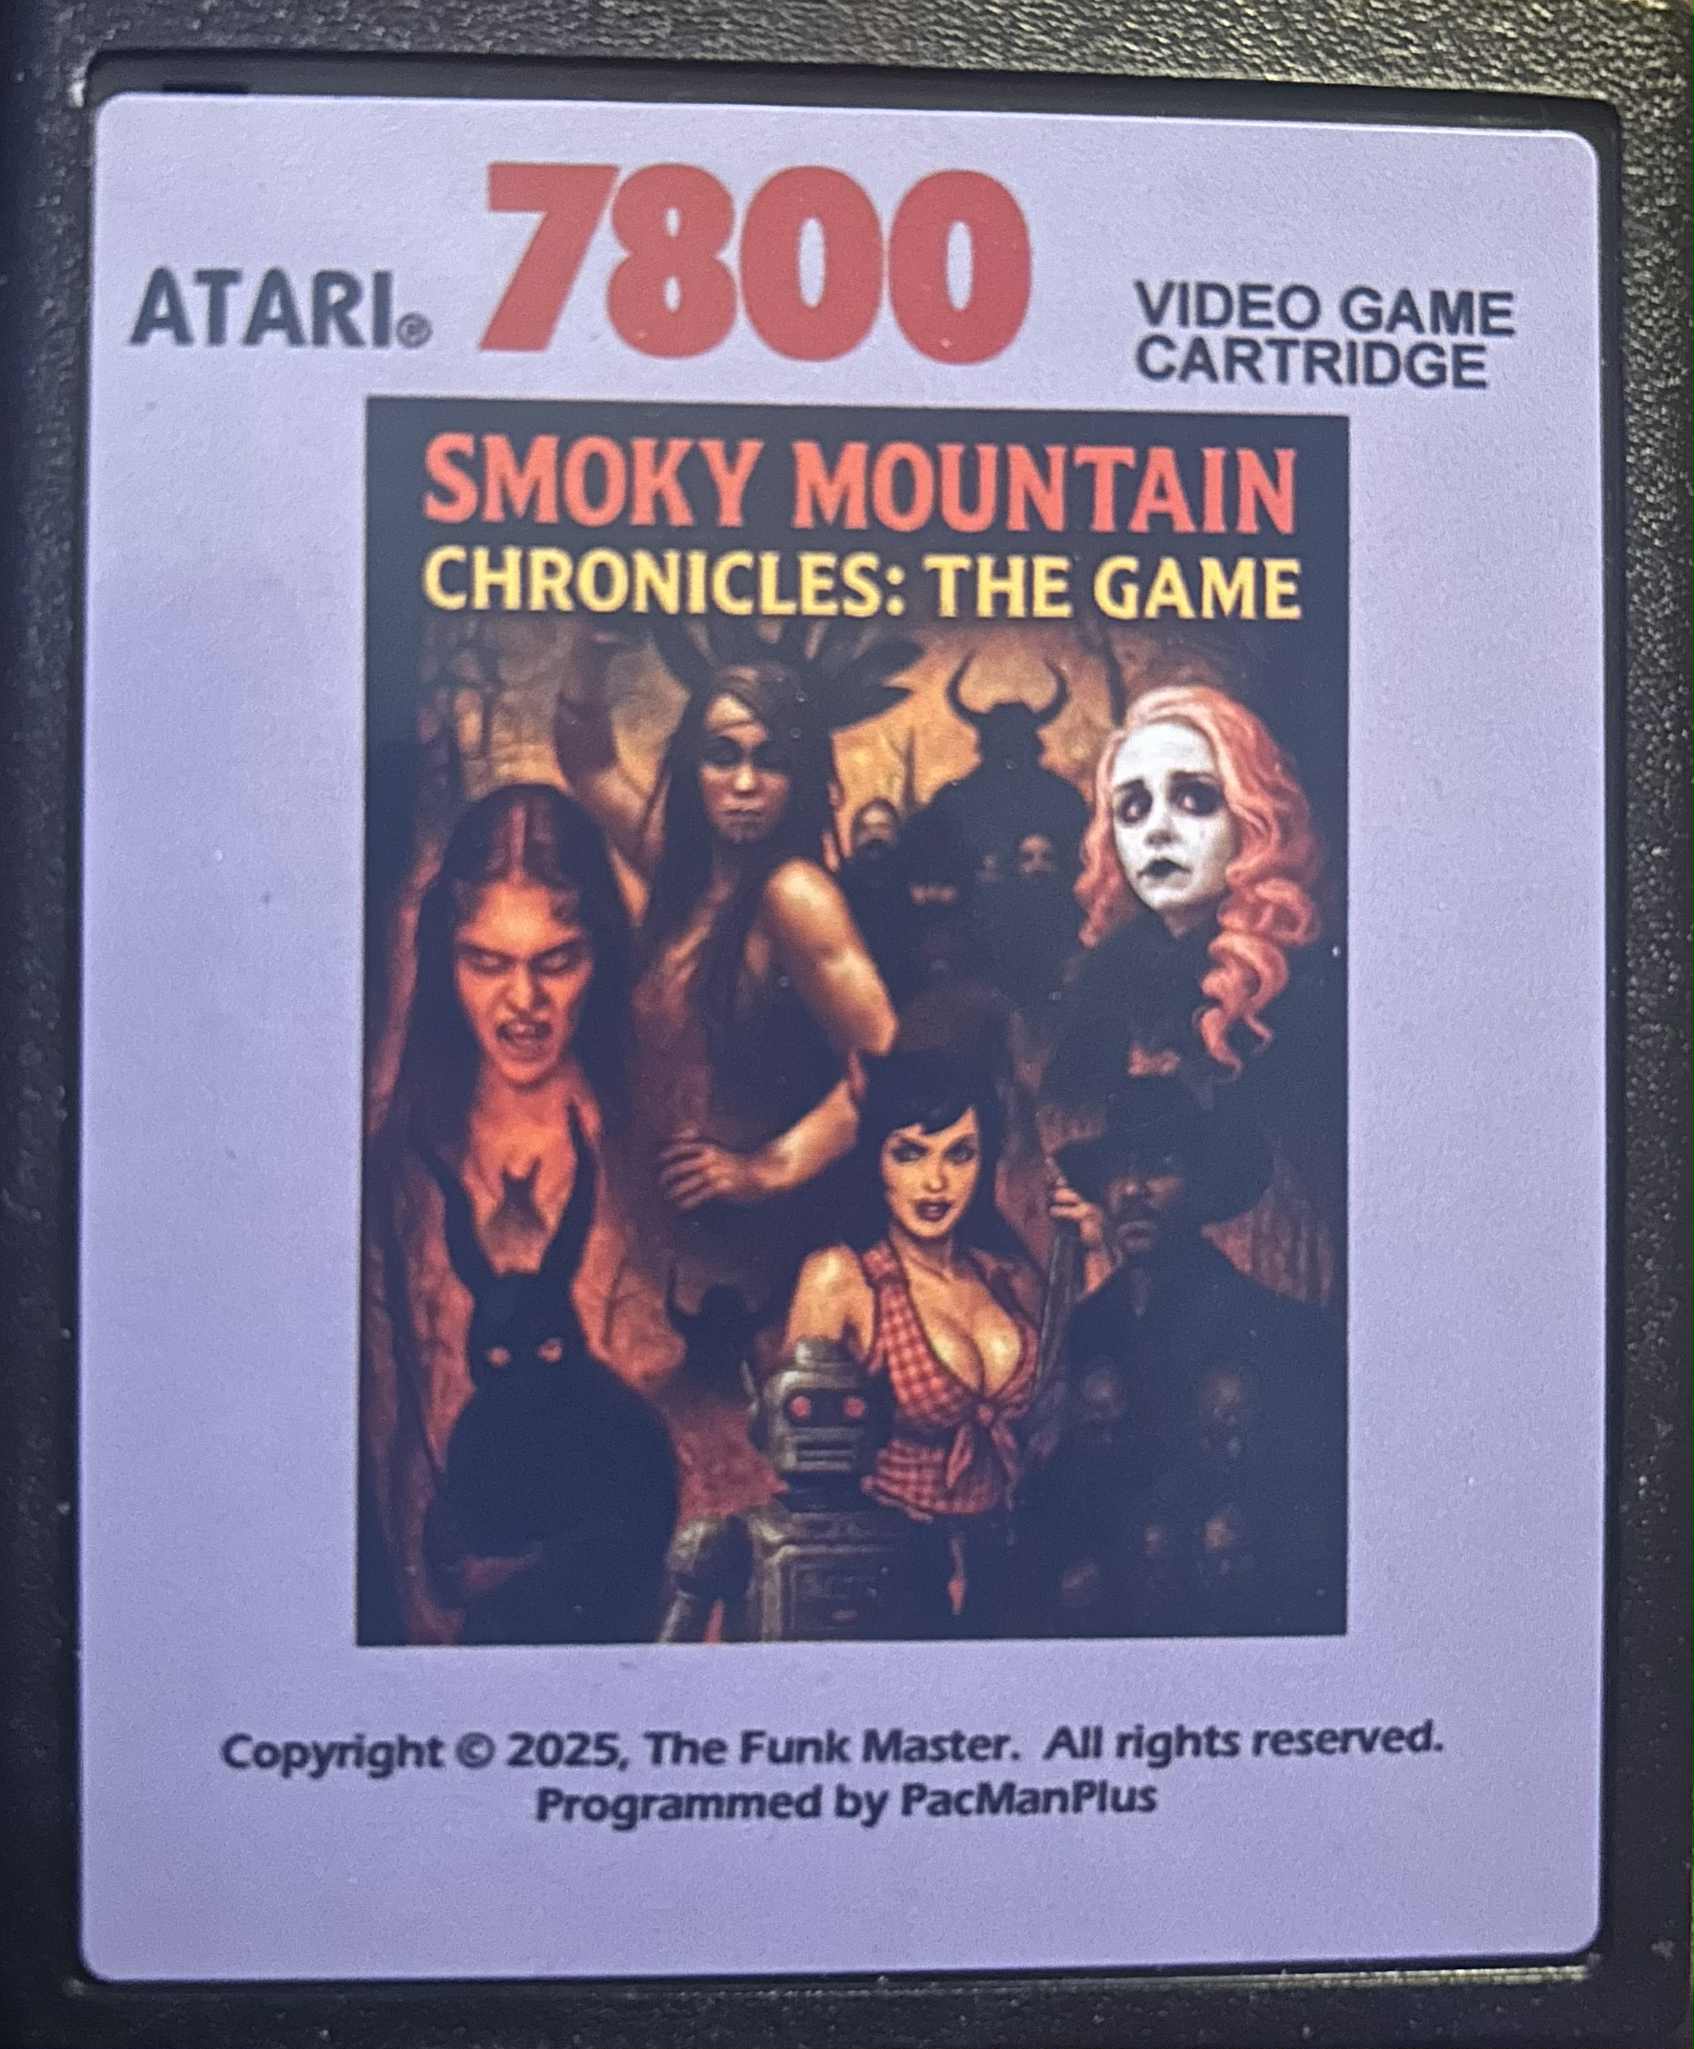 ATARI® 7800
VIDEO GAME
CARTRIDGE
SMOKY MOUNTAIN
CHRONICLES: THE GAME
Copyright © 2025, The Funk Master.  All rights reserved.
Programmed by PacManPlus